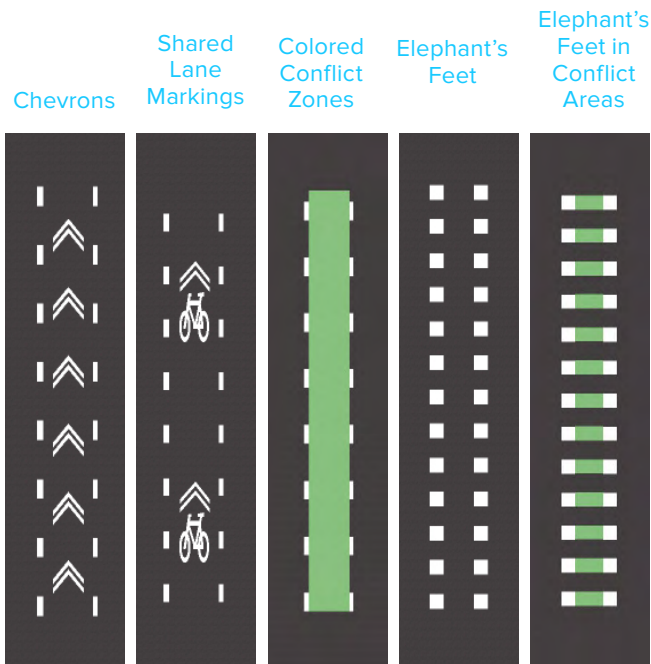 Chevrons
Shared
Lane
Markings
Colored
Conflict
Zones
Elephant’s
Feet
Elephant’s
Feet in
Conflict
Areas